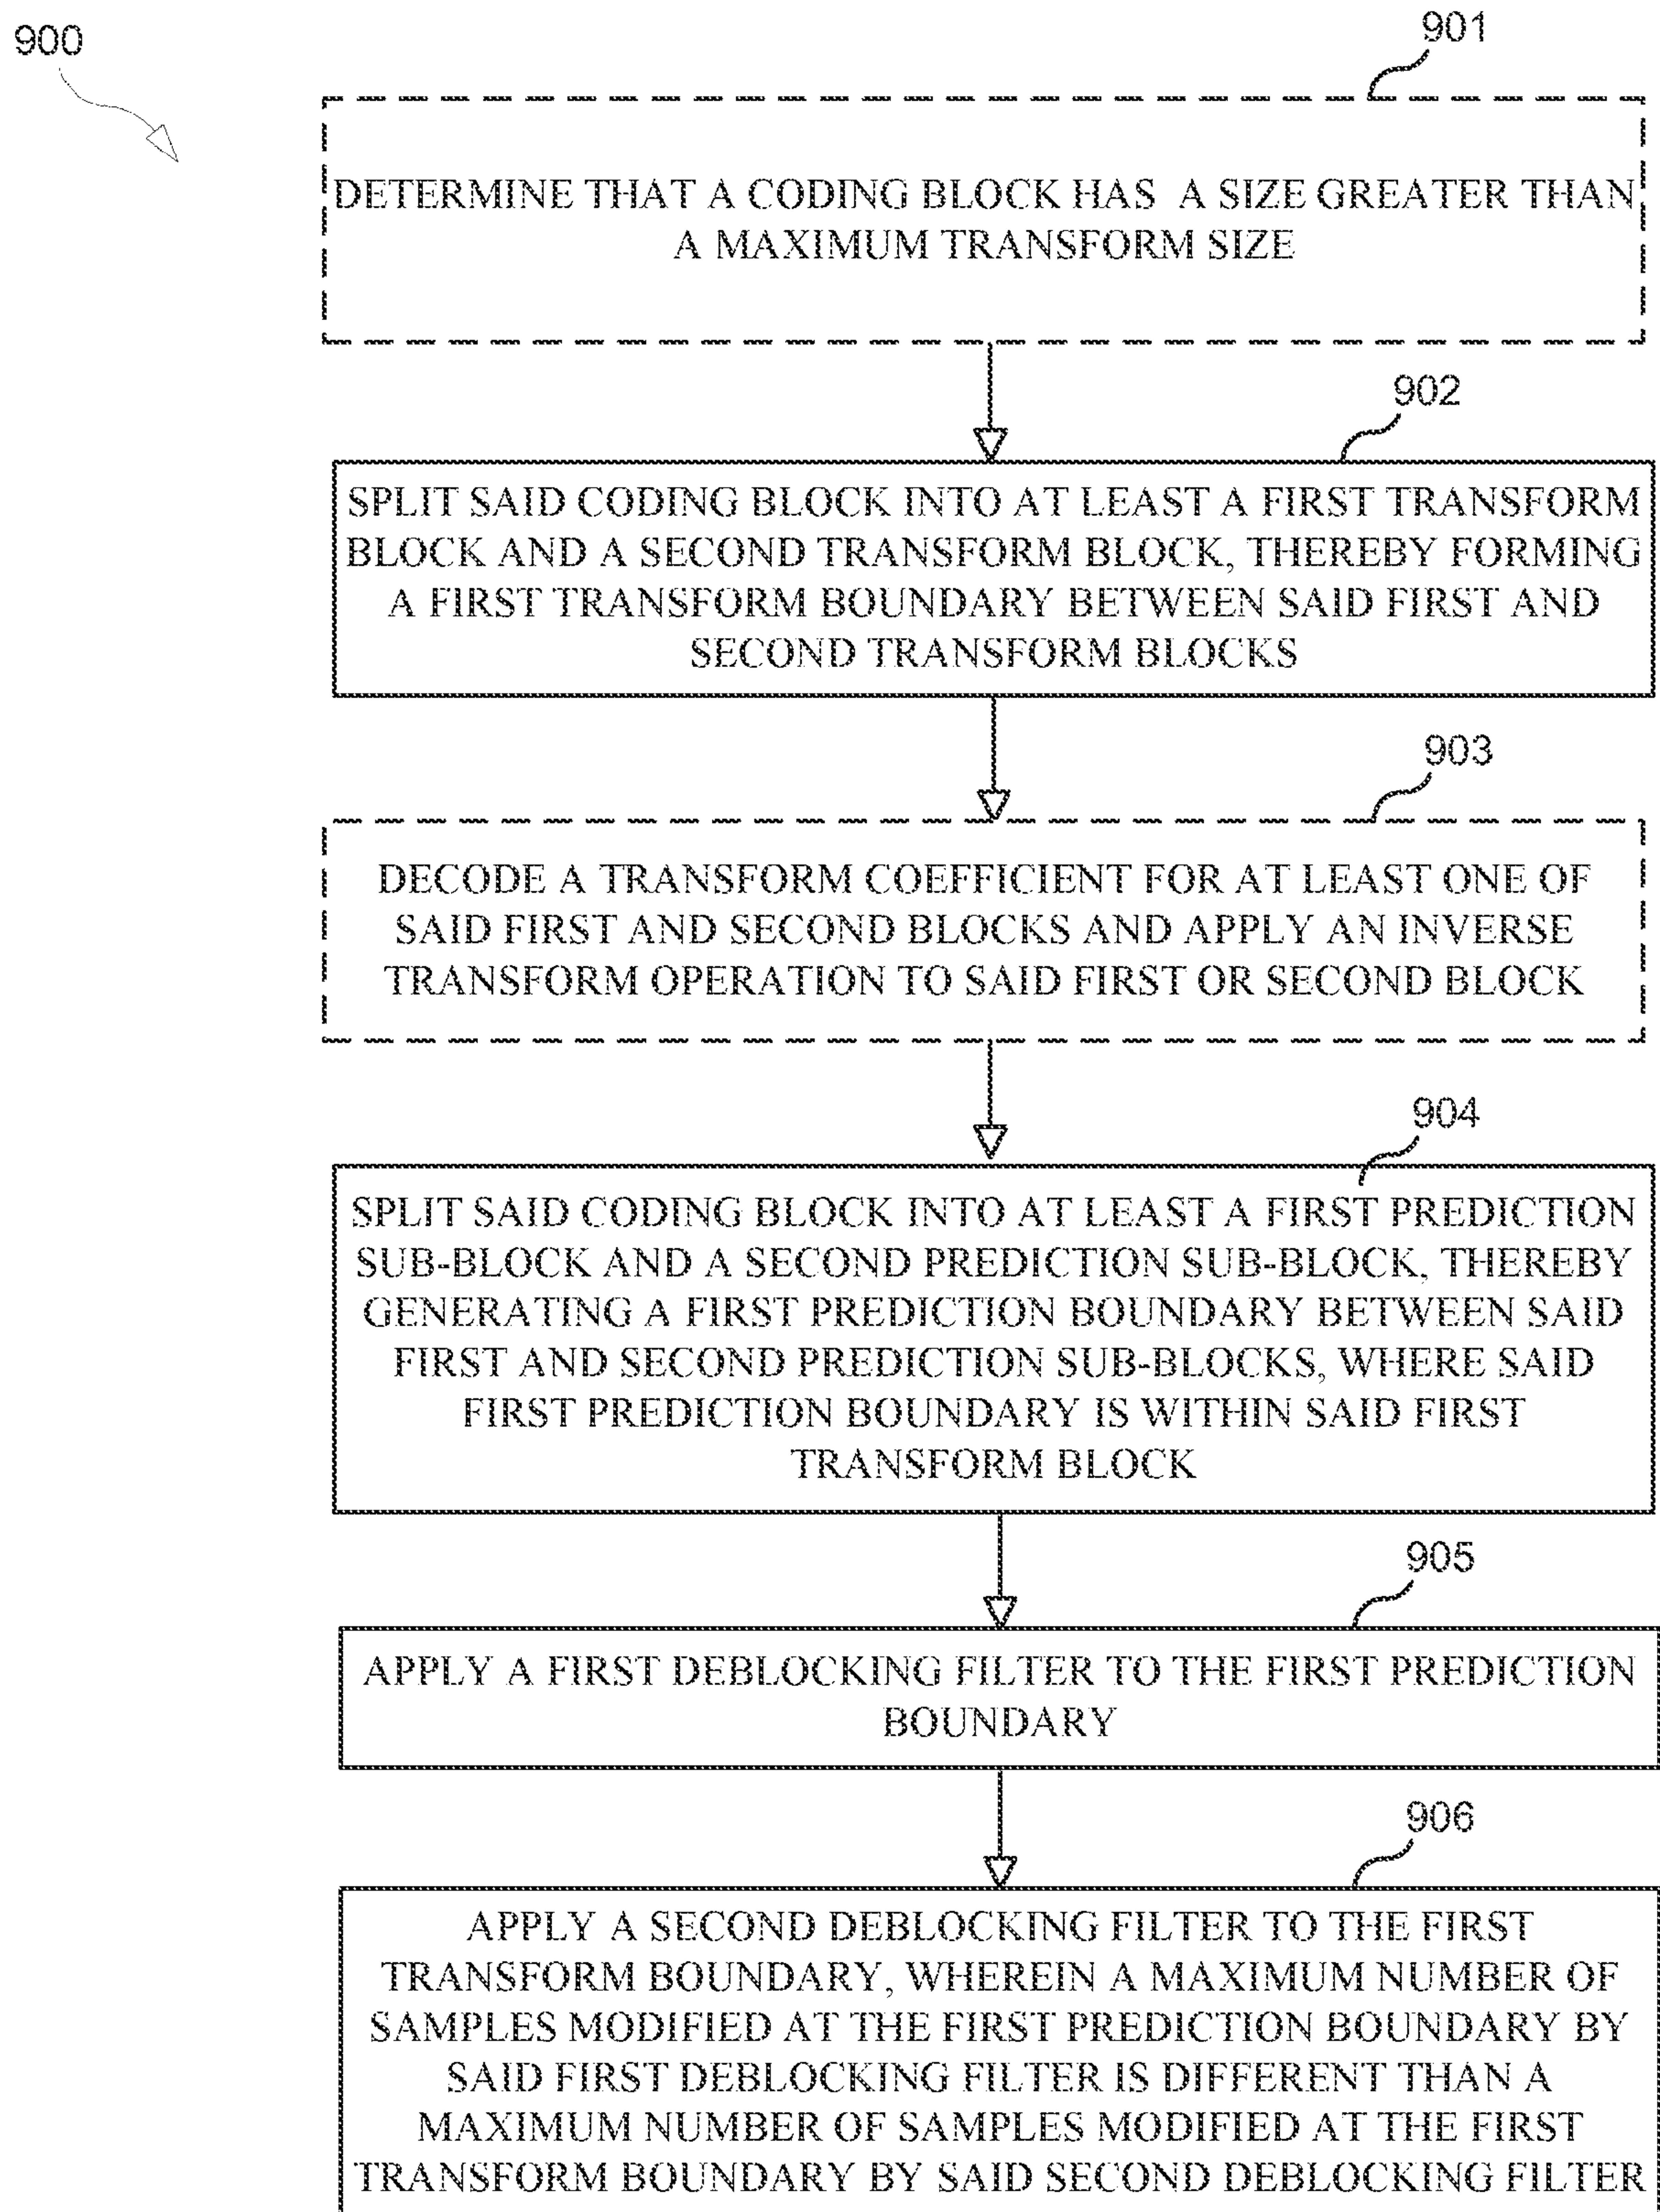 900
901
DETERMINE THAT A CODING BLOCK HAS A SIZE GREATER THAN
A MAXIMUM TRANSFORM SIZE
902
SPLIT SAID CODING BLOCK INTO AT LEAST A FIRST TRANSFORM
BLOCK AND A SECOND TRANSFORM BLOCK, THEREBY FORMING
A FIRST TRANSFORM BOUNDARY BETWEEN SAID FIRST AND
SECOND TRANSFORM BLOCKS
903
DECODE A TRANSFORM COEFFICIENT FOR AT LEAST ONE OF
SAID FIRST AND SECOND BLOCKS AND APPLY AN INVERSE
TRANSFORM OPERATION TO SAID FIRST OR SECOND BLOCK
904
SPLIT SAID CODING BLOCK INTO AT LEAST A FIRST PREDICTION
SUB-BLOCK AND A SECOND PREDICTION SUB-BLOCK, THEREBY
GENERATING A FIRST PREDICTION BOUNDARY BETWEEN SAID
FIRST AND SECOND PREDICTION SUB-BLOCKS, WHERE SAID
FIRST PREDICTION BOUNDARY IS WITHIN SAID FIRST
TRANSFORM BLOCK
905
APPLY A FIRST DEBLOCKING FILTER TO THE FIRST PREDICTION
BOUNDARY
906
APPLY A SECOND DEBLOCKING FILTER TO THE FIRST
TRANSFORM BOUNDARY, WHEREIN A MAXIMUM NUMBER OF
SAMPLES MODIFIED AT THE FIRST PREDICTION BOUNDARY BY
SAID FIRST DEBLOCKING FILTER IS DIFFERENT THAN A
MAXIMUM NUMBER OF SAMPLES MODIFIED AT THE FIRST
TRANSFORM BOUNDARY BY SAID SECOND DEBLOCKING FILTER